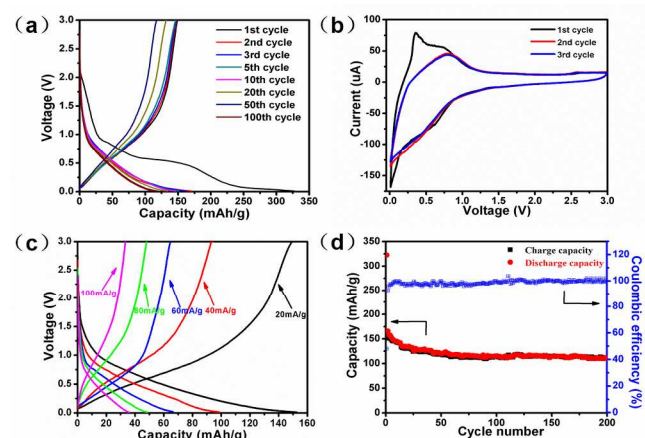 (a)
Voltage (V)
3.0
2.5
2.0
1.5
1.0
0.5
0.0
1st cycle
2nd cycle
3rd cycle
5th cycle
10th cycle
20th cycle
50th cycle
100th cycle
0 50 100 150 200 250 300 350
Capacity (mAh/g)
(b)
Current (uA)
100
50
0
-50
-100
-150
1st cycle
2nd cycle
3rd cycle
0.0 0.5 1.0 1.5 2.0 2.5 3.0
Voltage (V)
(c)
Voltage (V)
3.0
2.5
2.0
1.5
1.0
0.5
0.0
100mA/g
80mA/g
60mA/g
40mA/g
20mA/g
0 20 40 60 80 100 120 140 160
Capacity (mAh/g)
(d)
Capacity (mAh/g)
350
300
250
200
150
100
50
0
Charge capacity
Discharge capacity
Coulombic efficiency (%)
120
100
80
60
40
20
0
0 50 100 150 200
Cycle number